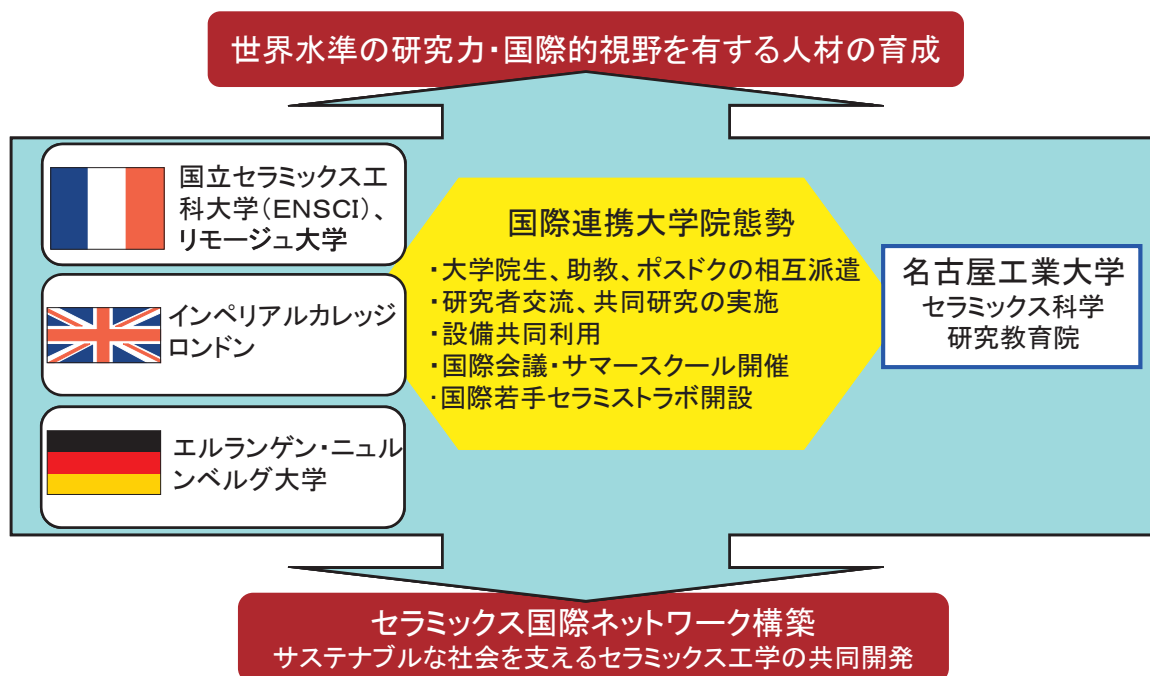 世界水準の研究力・国際的視野を有する人材の育成
国立セラミックス工
科大学(ENSCI)、
リモージュ大学
インペリアルカレッジ
ロンドン
エルランゲン・ニュル
ンベルグ大学
国際連携大学院態勢
・大学院生、助教、ポスドクの相互派遣
・研究者交流、共同研究の実施
・設備共同利用
・国際会議・サマースクール開催
・国際若手セラミストラボ開設
名古屋工業大学
セラミックス科学
研究教育院
セラミックス国際ネットワーク構築
サステナブルな社会を支えるセラミックス工学の共同開発